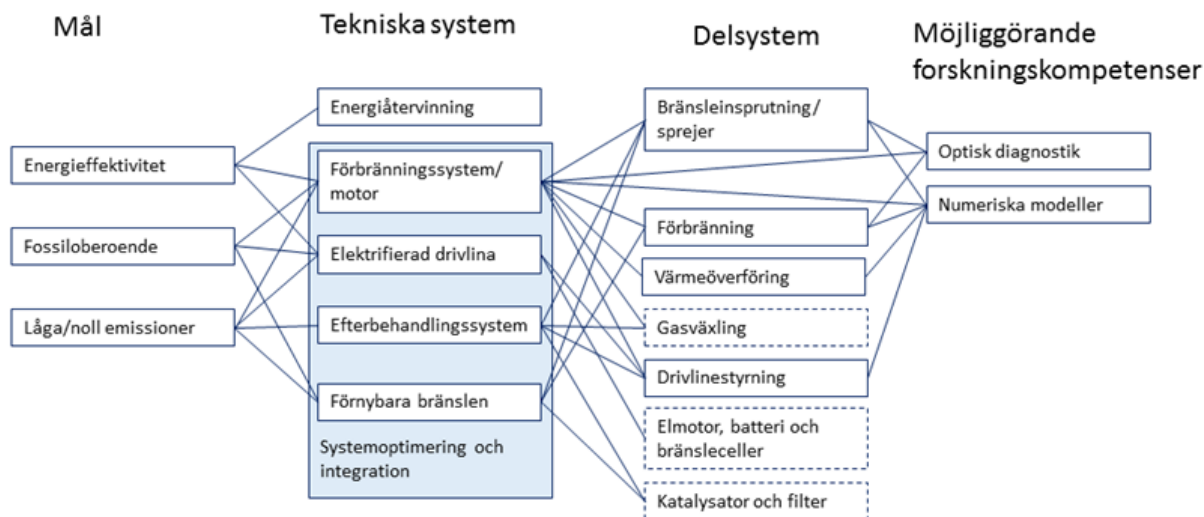 Mål
Tekniska system
Delsystem
Möjliggörande
forskningskompetenser
Energieffektivitet
Fossiloberoende
Låga/noll emissioner
Energiåtervinning
Förbränningssystem/
motor
Elektrifierad drivlina
Efterbehandlingssystem
Förnybara bränslen
Systemoptimering och
integration
Bränsleinsprutning/
sprejer
Förbränning
Värmeöverföring
Gasväxling
Drivlinestyrning
Elmotor, batteri och
bränsleceller
Katalysator och filter
Optisk diagnostik
Numeriska modeller